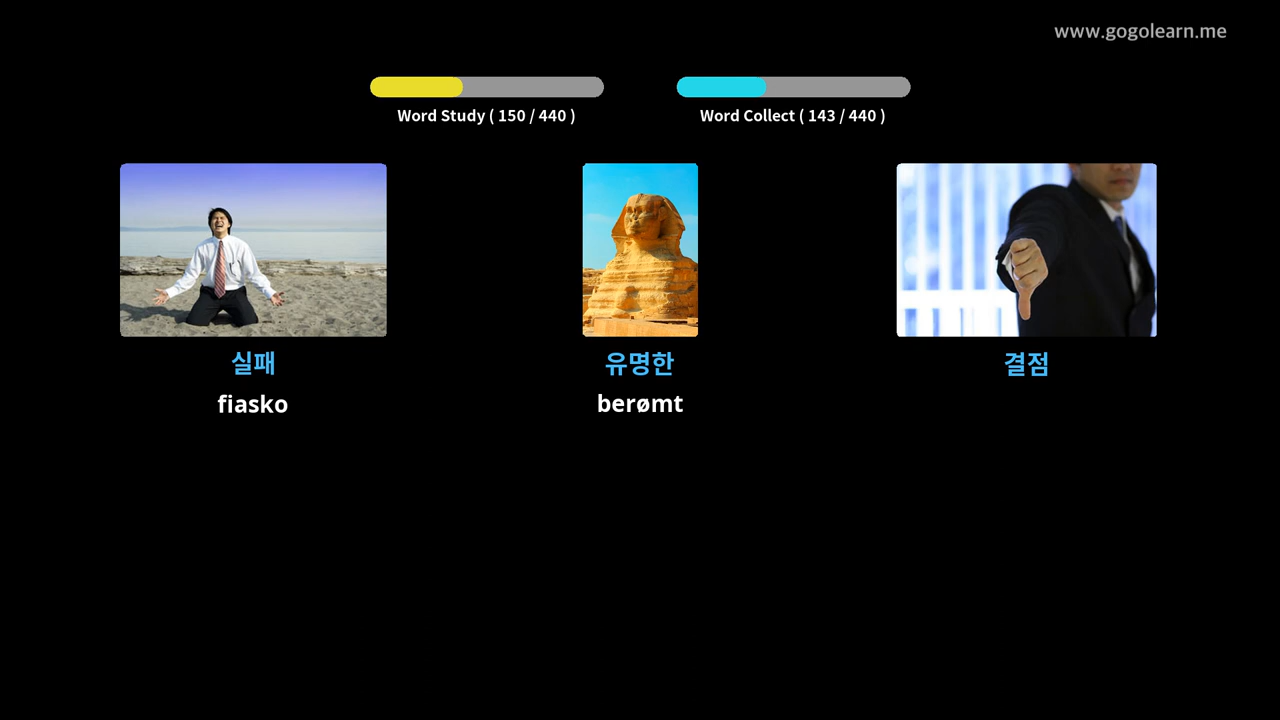 www.gogolearn.me
Word Study ( 150 / 440 )
Word Collect ( 143 / 440 )
실패
유명한
결점
fiasko
berømt